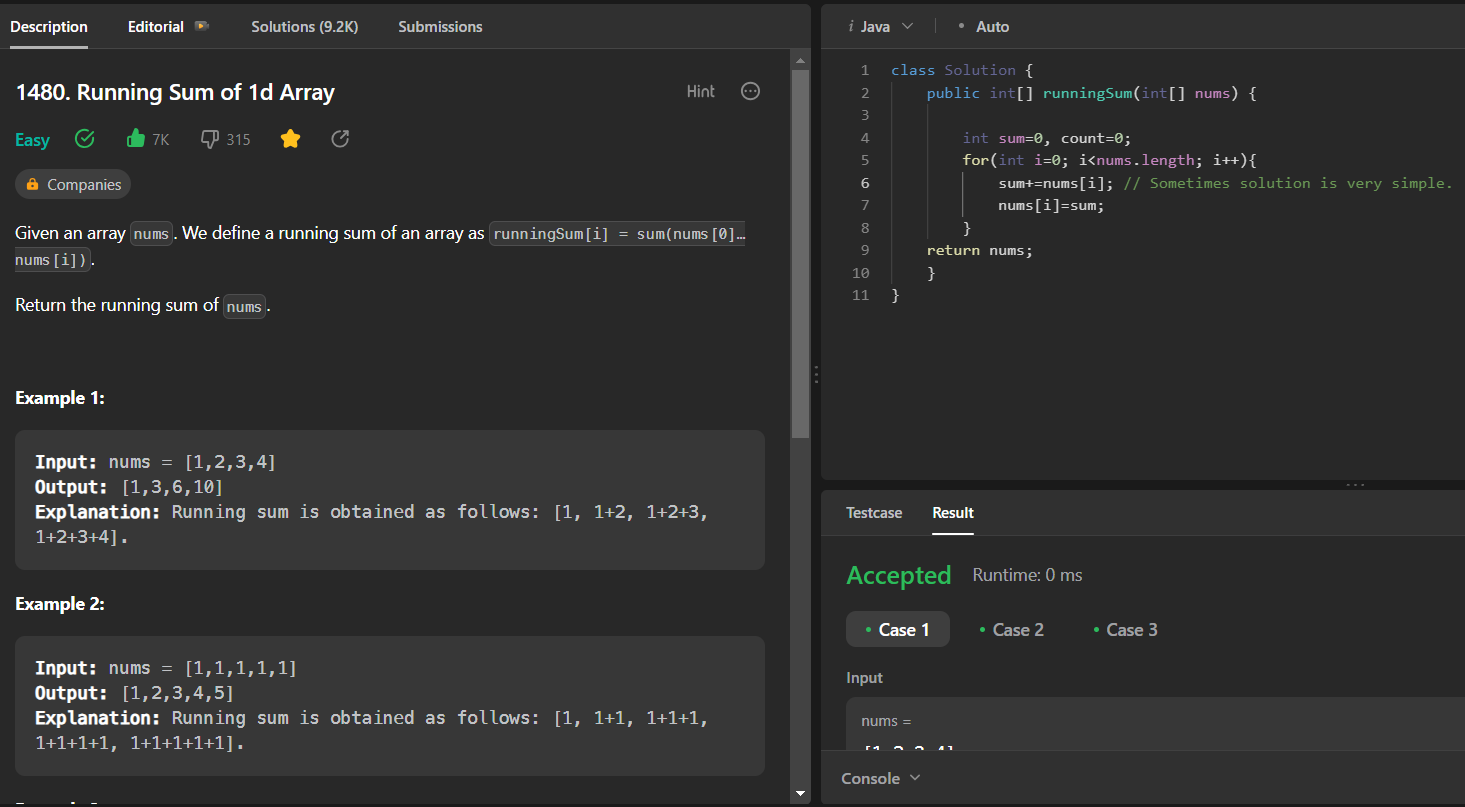 Description Editorial Solutions (9.2K) Submissions
1480. Running Sum of 1d Array Hint
Easy 7K 315
Companies
Given an array nums. We define a running sum of an array as runningSum[i] = sum(nums[0]…
nums[i]).
Return the running sum of nums.
Example 1:
Input: nums = [1,2,3,4]
Output: [1,3,6,10]
Explanation: Running sum is obtained as follows: [1, 1+2, 1+2+3,
1+2+3+4].
Example 2:
Input: nums = [1,1,1,1,1]
Output: [1,2,3,4,5]
Explanation: Running sum is obtained as follows: [1, 1+1, 1+1+1,
1+1+1+1, 1+1+1+1+1].
i Java Auto
1 class Solution {
2 public int[] runningSum(int[] nums) {
3
4 int sum=0, count=0;
5 for(int i=0; i<nums.length; i++){
6 sum+=nums[i]; // Sometimes solution is very simple.
7 nums[i]=sum;
8 }
9 return nums;
10 }
11 }
Testcase Result
Accepted Runtime: 0 ms
Case 1 Case 2 Case 3
Input
nums =
[1,2,3,4]
Console